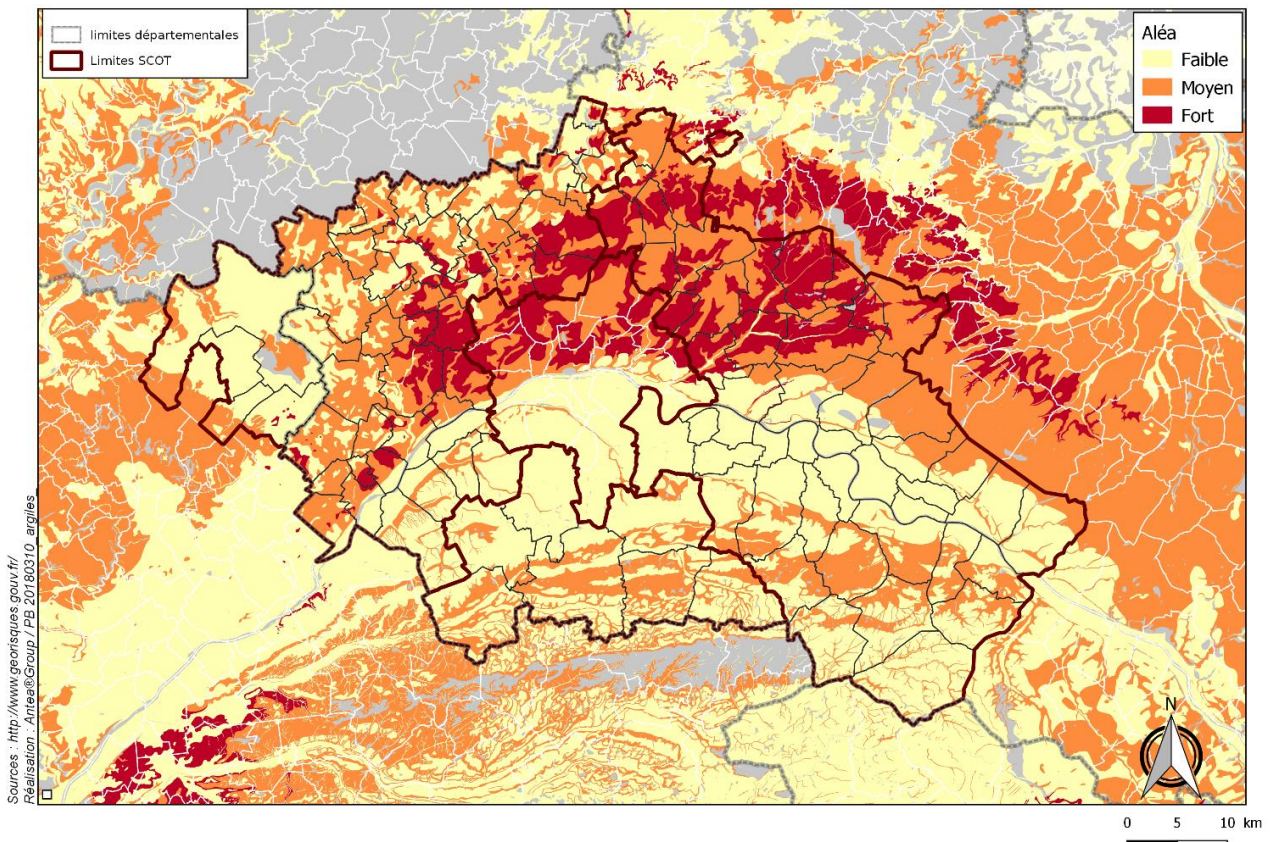 limites départementales
Limites SCOT
Aléa
Faible
Moyen
Fort
Sources : http://www.georisques.gouv.fr/
Réalisation : Antea®Group / PB 20180310_argiles_
N
0 5 10 km